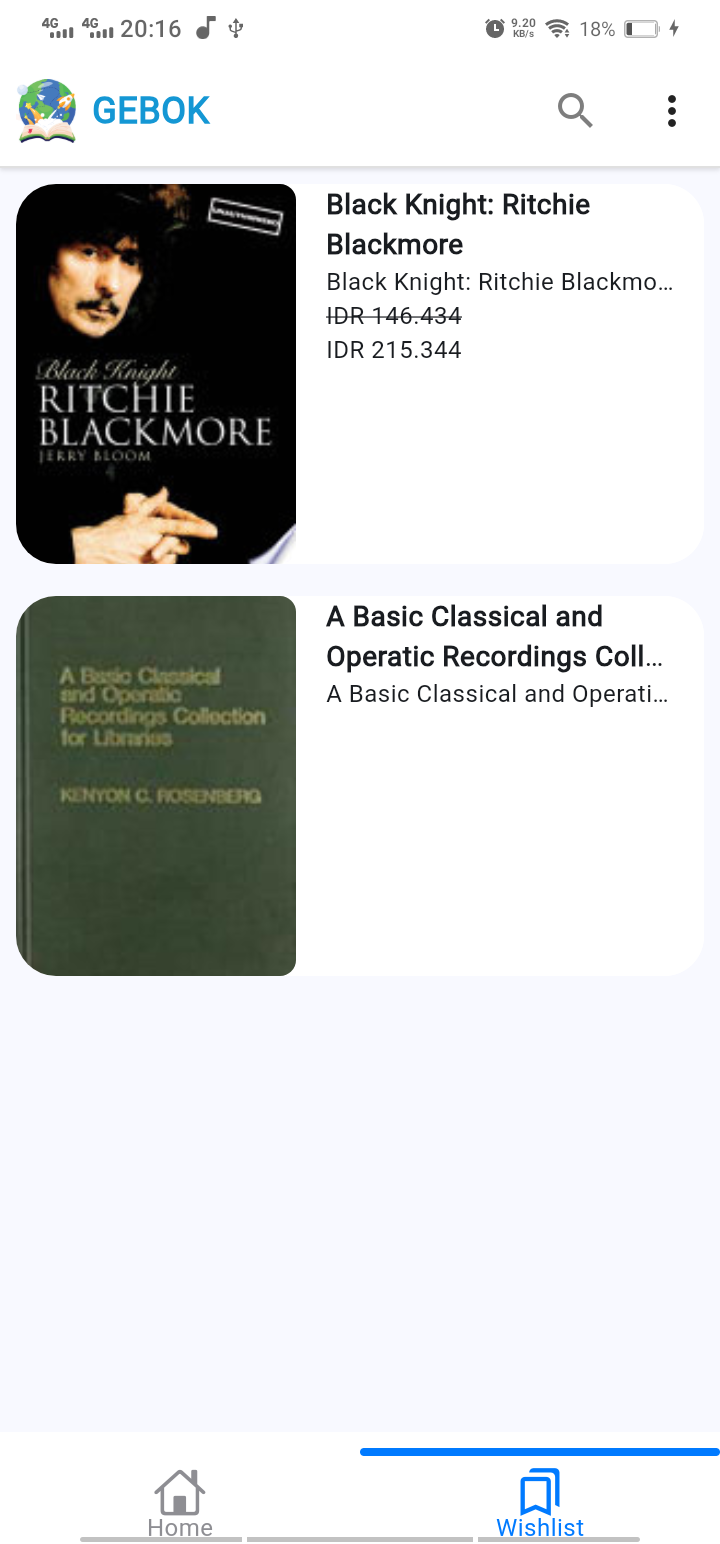 4G 4G 20:16 9.20 KB/s 18%
GEBOK
Black Knight: Ritchie
Blackmore
Black Knight: Ritchie Blackmo...
IDR 146.434
IDR 215.344
Black Knight
RITCHIE
BLACKMORE
JERRY BLOOM
A Basic Classical and
Operatic Recordings Coll...
A Basic Classical and Operati...
A Basic Classical
and Operatic
Recordings Collection
for Libraries
KENYON C. ROSENBERG
Home
Wishlist